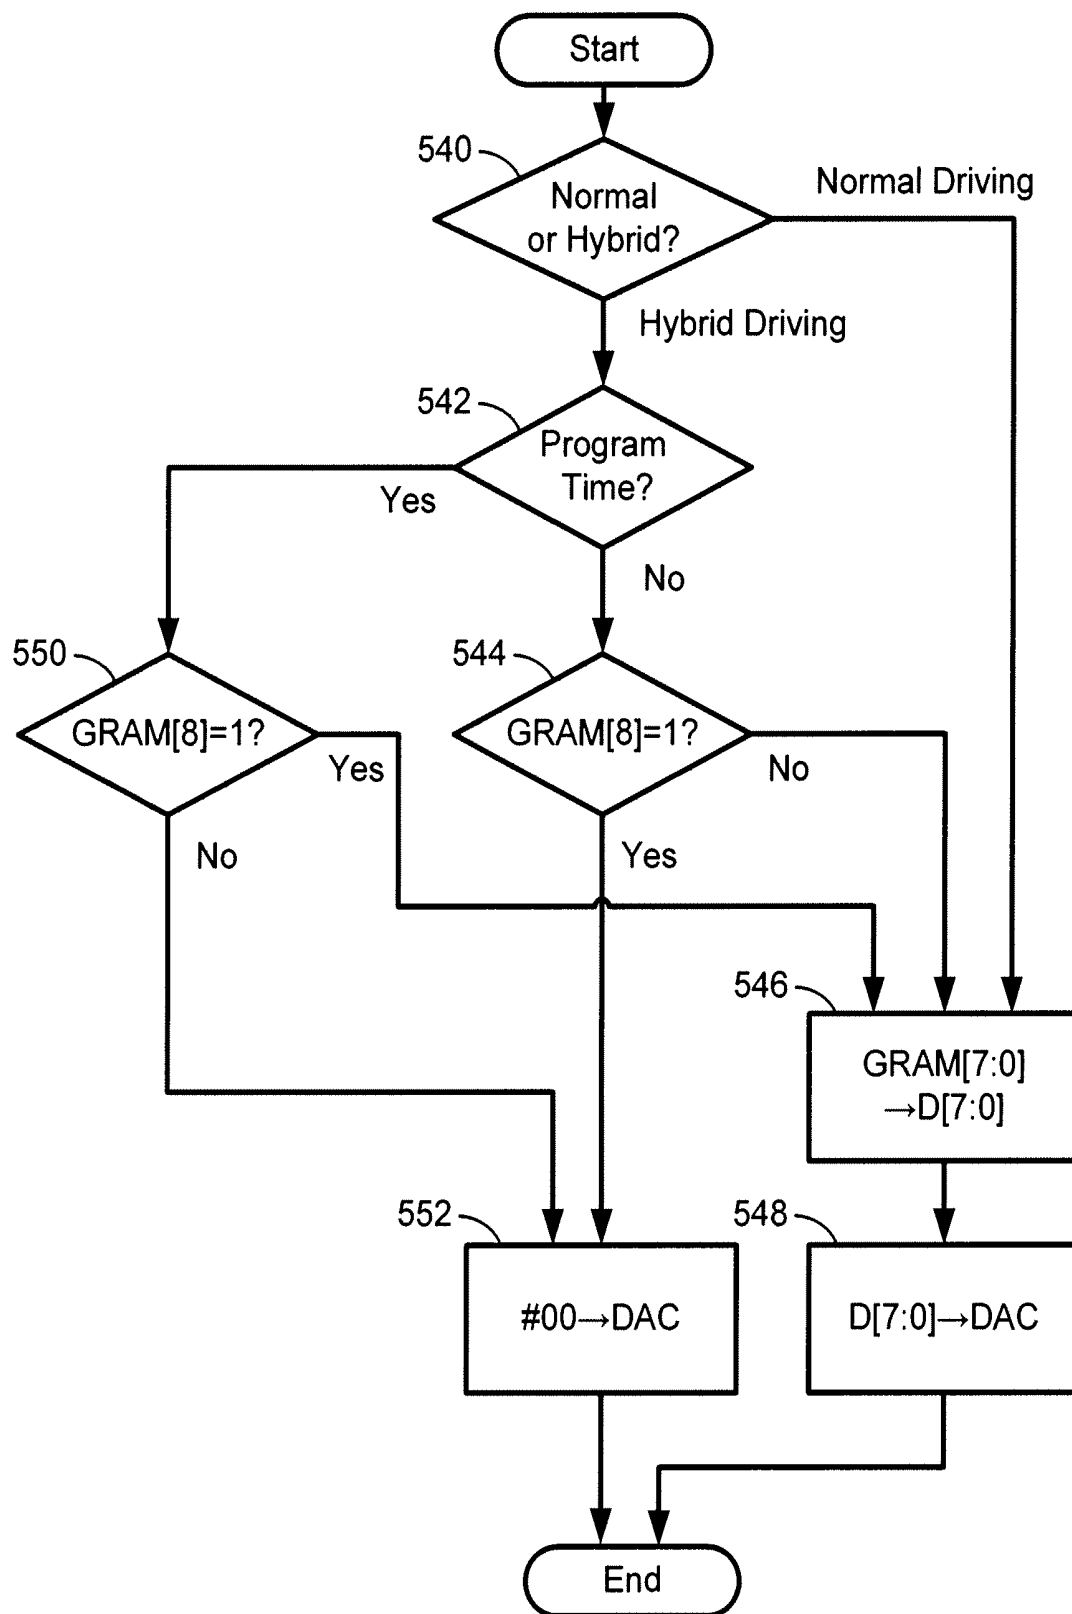 Start
540
Normal
or Hybrid?
Normal Driving
Hybrid Driving
542
Program
Time?
Yes
No
550
GRAM[8]=1?
Yes
No
544
GRAM[8]=1?
No
Yes
546
GRAM[7:0]
→D[7:0]
552
#00→DAC
548
D[7:0]→DAC
End